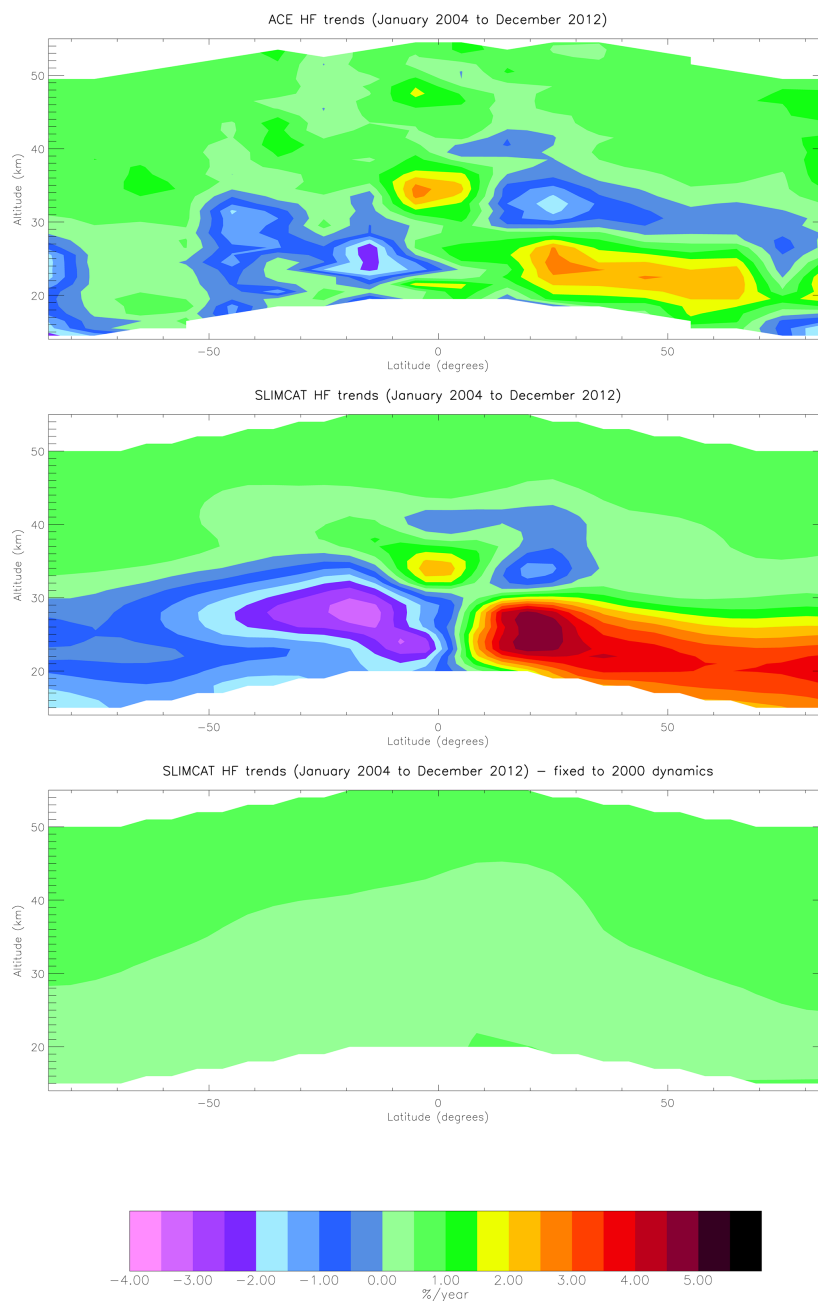 ACE HF trends (January 2004 to December 2012)
50
40
30
20
Altitude (km)
−50 0 50
Latitude (degrees)
SLIMCAT HF trends (January 2004 to December 2012)
50
40
30
20
Altitude (km)
−50 0 50
Latitude (degrees)
SLIMCAT HF trends (January 2004 to December 2012) − fixed to 2000 dynamics
50
40
30
20
Altitude (km)
−50 0 50
Latitude (degrees)
−4.00 −3.00 −2.00 −1.00 0.00 1.00 2.00 3.00 4.00 5.00
%/year